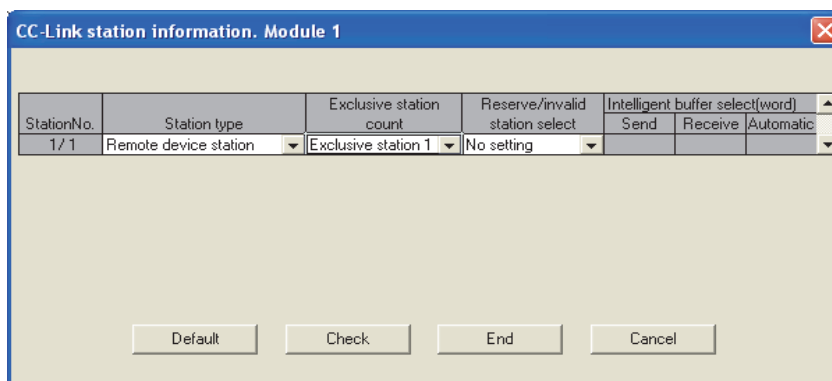 CC-Link station information. Module 1
Exclusive station Reserve/invalid Intelligent buffer select(word)
StationNo. Station type count station select Send Receive Automatic
1/1 Remote device station Exclusive station 1 No setting
Default Check End Cancel